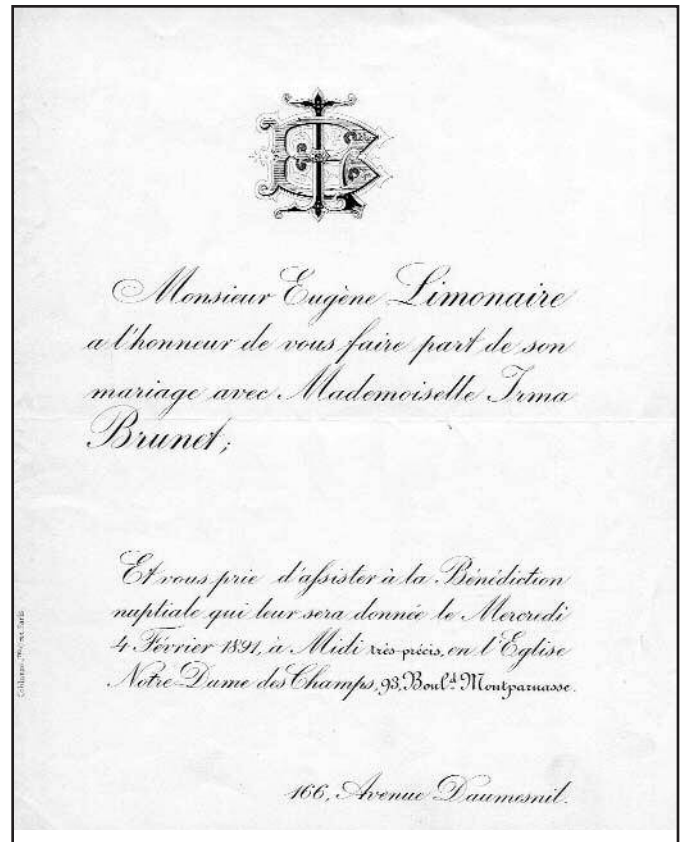 Monsieur Eugène Limonaire
a l'honneur de vous faire part de son
mariage avec Mademoiselle Irma
Brunet;
Et vous prie d'assister à la Bénédiction
nuptiale qui leur sera donnée le Mercredi
4 Février 1891, à Midi très-précis, en l'Eglise
Notre-Dame des Champs, 93, Boul.d Montparnasse.
166, Avenue Daumesnil.